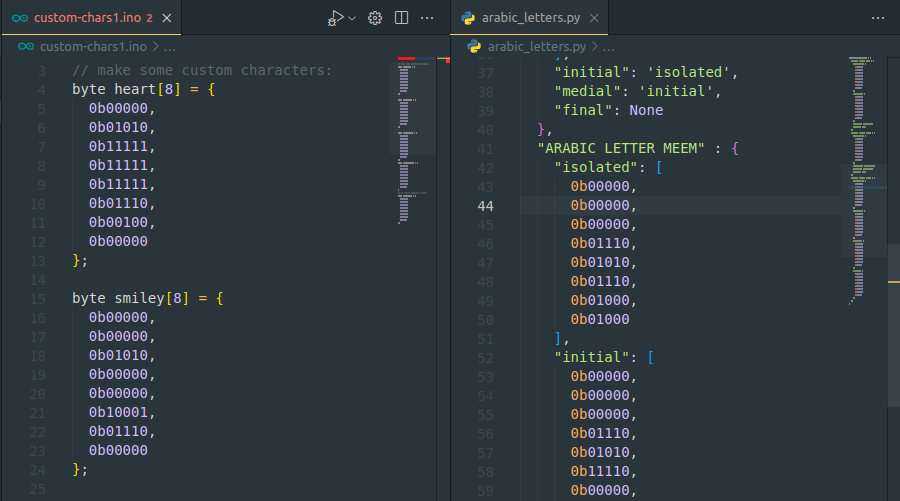 custom-chars1.ino 2
custom-chars1.ino > ...
3 // make some custom characters:
4 byte heart[8] = {
5 0b00000,
6 0b01010,
7 0b11111,
8 0b11111,
9 0b11111,
10 0b01110,
11 0b00100,
12 0b00000
13 };
14
15 byte smiley[8] = {
16 0b00000,
17 0b00000,
18 0b01010,
19 0b00000,
20 0b00000,
21 0b10001,
22 0b01110,
23 0b00000
24 };
25
arabic_letters.py
arabic_letters.py > ...
36 ],
37 "initial": 'isolated',
38 "medial": 'initial',
39 "final": None
40 },
41 "ARABIC LETTER MEEM" : {
42 "isolated": [
43 0b00000,
44 0b00000,
45 0b00000,
46 0b01110,
47 0b01010,
48 0b01110,
49 0b01000,
50 0b01000
51 ],
52 "initial": [
53 0b00000,
54 0b00000,
55 0b00000,
56 0b01110,
57 0b01010,
58 0b11110,
59 0b00000,